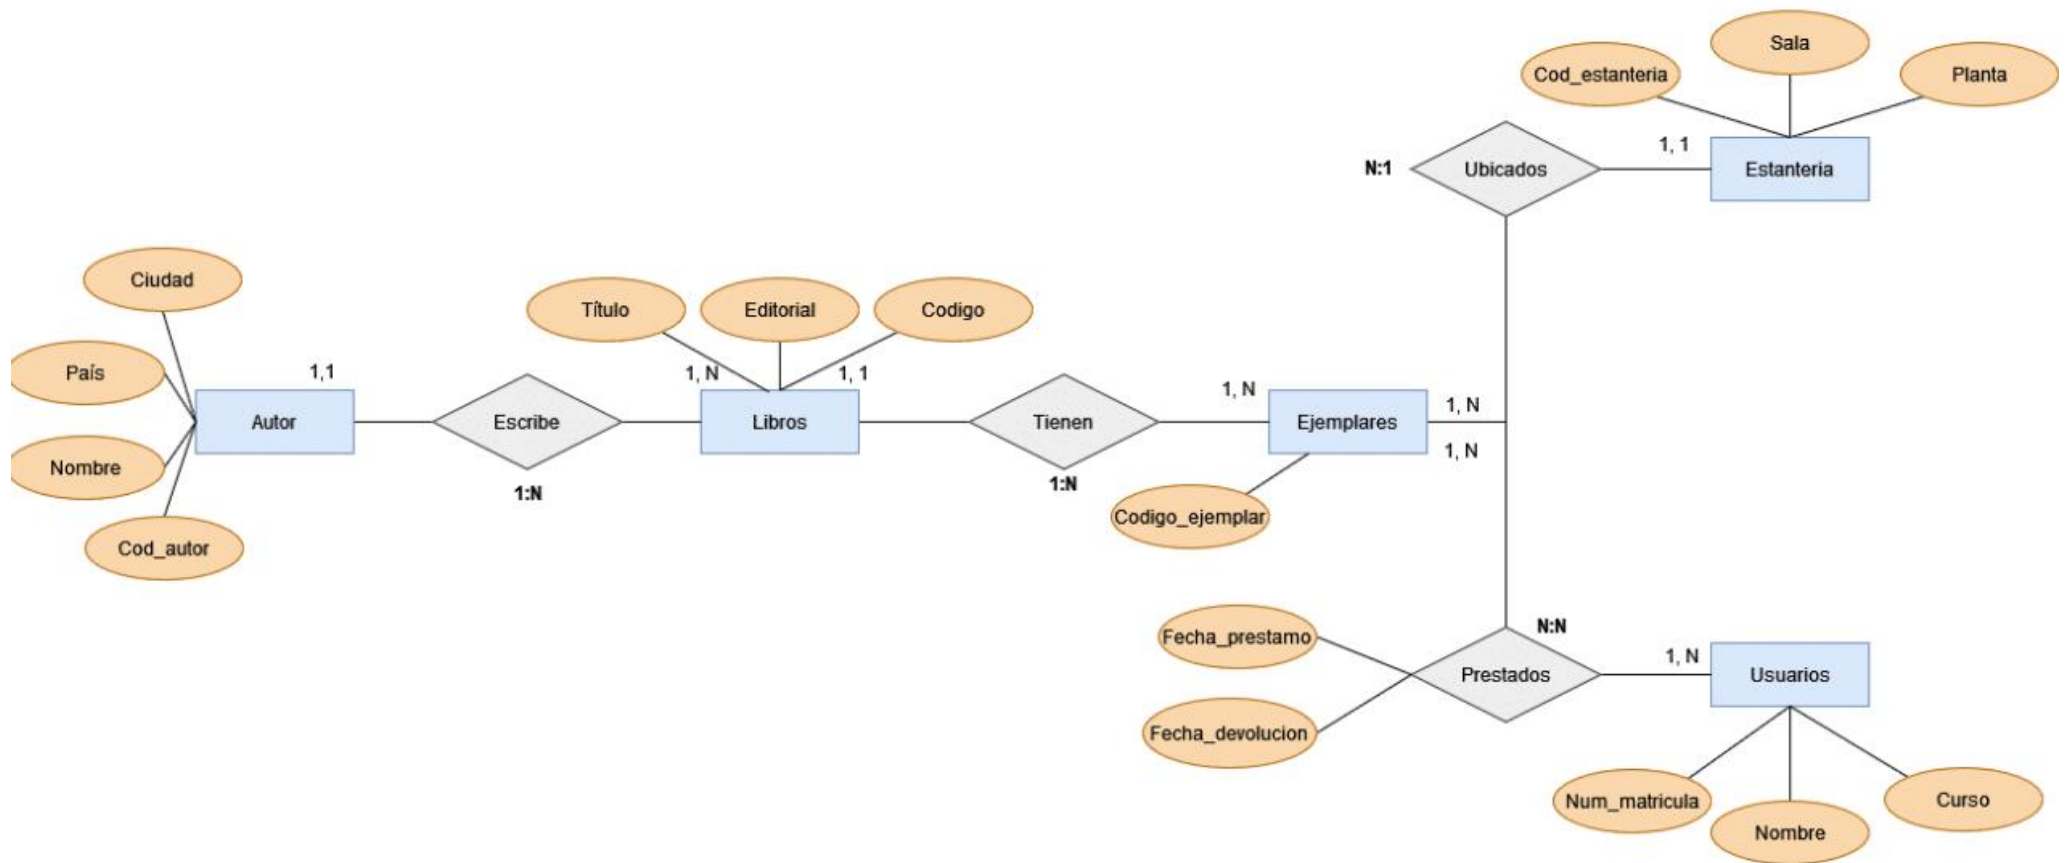 Sala
Cod_estanteria
Planta
1, 1
N:1
Ubicados
Estanteria
Ciudad
Título
Editorial
Codigo
País
1,1
1, N
1, 1
1, N
1, N
Autor
Escribe
Libros
Tienen
Ejemplares
1, N
Nombre
1:N
1:N
Codigo_ejemplar
Cod_autor
Fecha_prestamo
N:N
1, N
Prestados
Usuarios
Fecha_devolucion
Num_matricula
Curso
Nombre